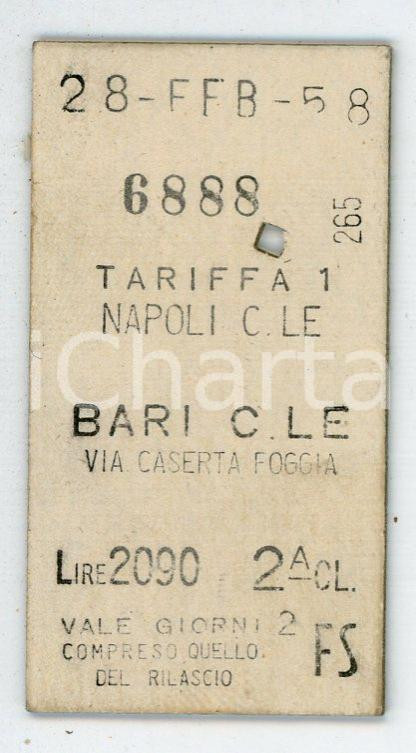 28-FFB-58
6888
265
TARIFFA 1
NAPOLI C.LE
iCharta
BARI C.LE
VIA CASERTA FOGGIA
LIRE 2090 2A CL.
VALE GIORNI 2
COMPRESO QUELLO
DEL RILASCIO
FS